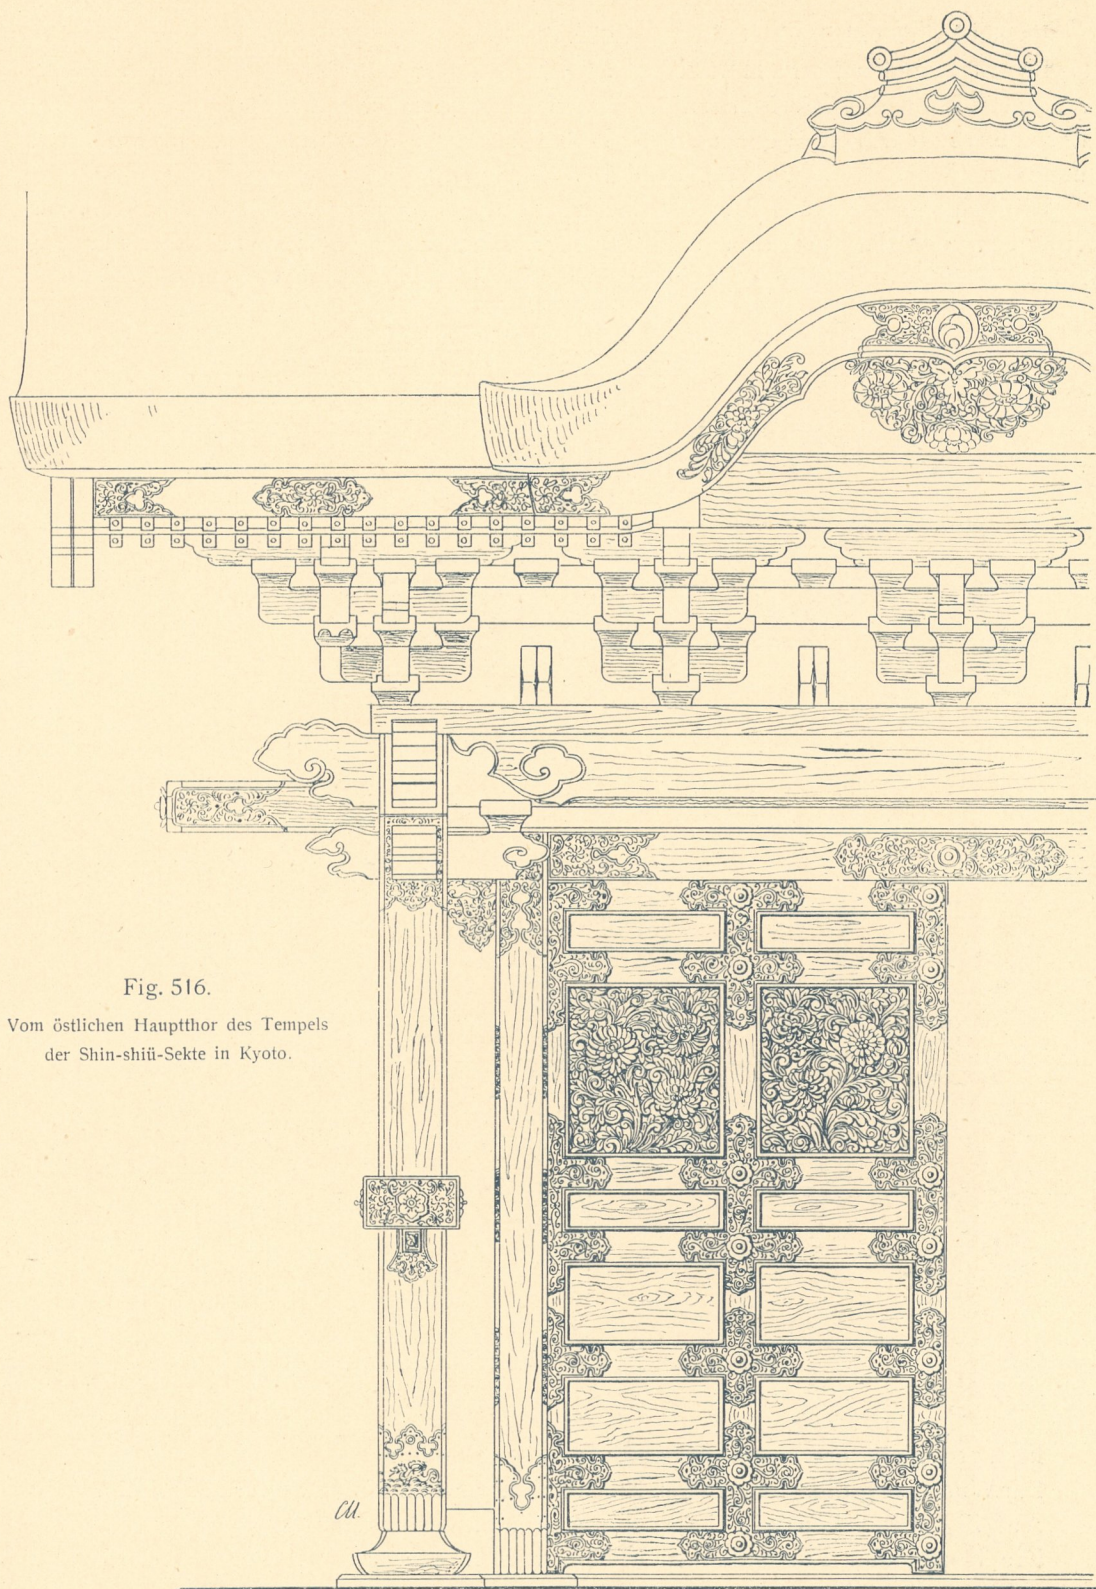 Fig. 516.
Vom östlichen Hauptthor des Tempels
der Shin-shiü-Sekte in Kyoto.